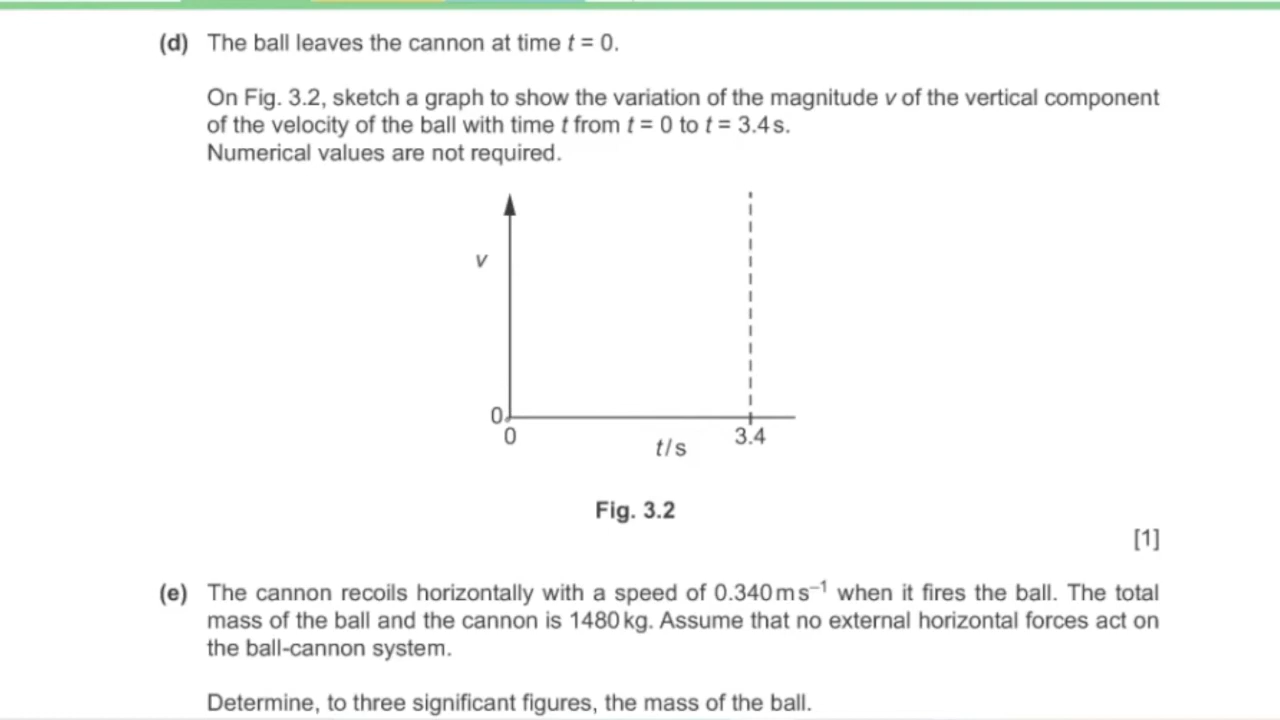 (d) The ball leaves the cannon at time t = 0.
On Fig. 3.2, sketch a graph to show the variation of the magnitude v of the vertical component
of the velocity of the ball with time t from t = 0 to t = 3.4 s.
Numerical values are not required.
v
0
0
3.4
t/s
Fig. 3.2
[1]
(e) The cannon recoils horizontally with a speed of 0.340 m s⁻¹ when it fires the ball. The total
mass of the ball and the cannon is 1480 kg. Assume that no external horizontal forces act on
the ball-cannon system.
Determine, to three significant figures, the mass of the ball.